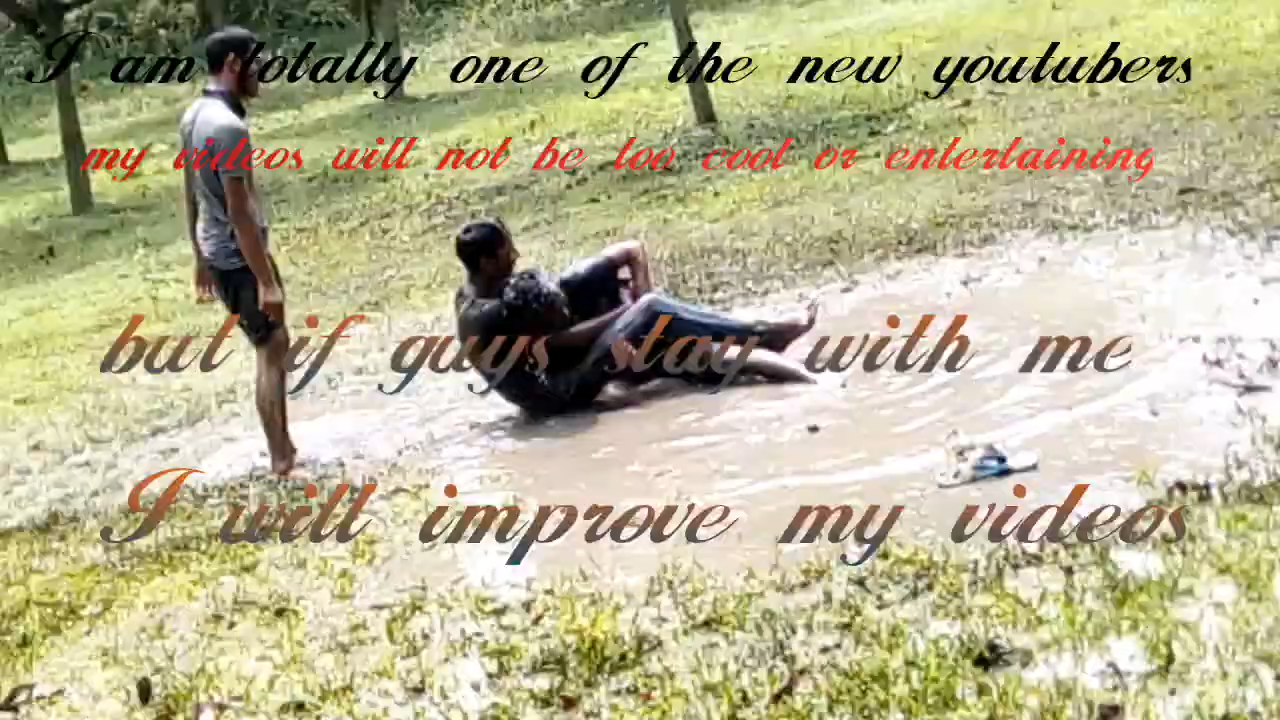 I am totally one of the new youtubers
my videos will not be too cool or entertaining
but if guys stay with me
I will improve my videos